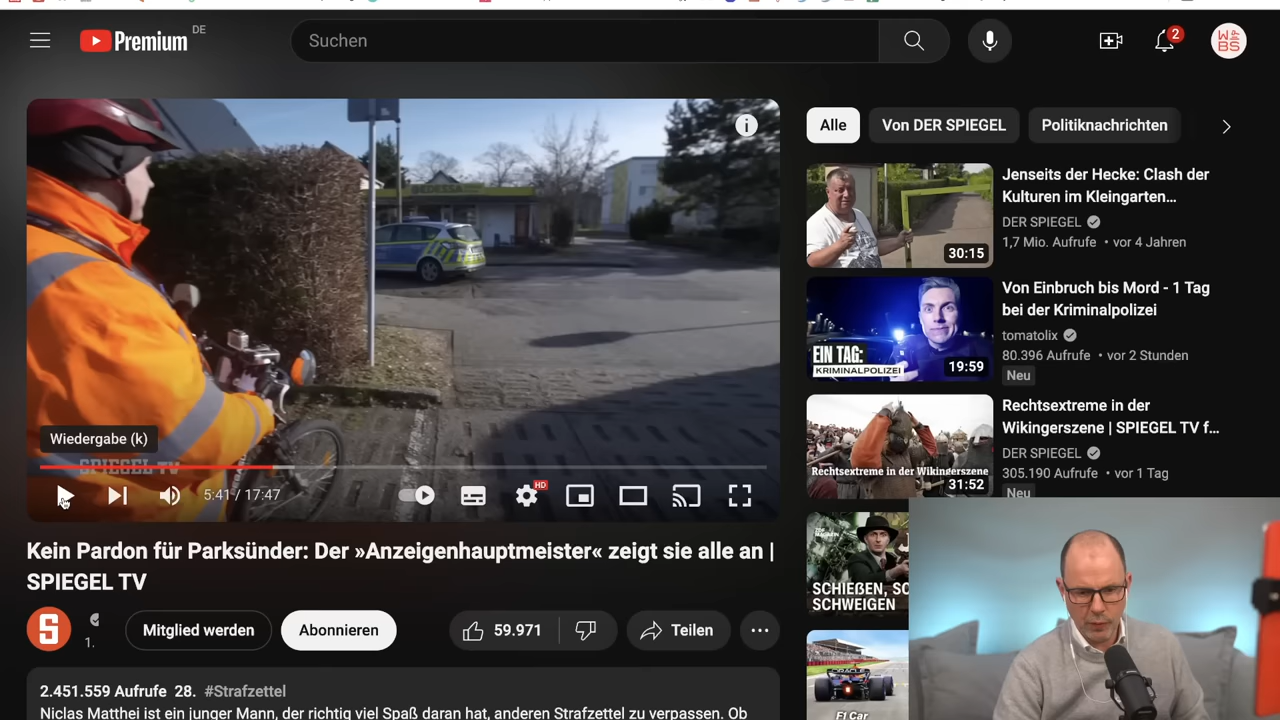 Premium DE
Suchen
2
WBS
Alle
Von DER SPIEGEL
Politiknachrichten
Wiedergabe (k)
SPIEGEL TV
5:41 / 17:47
HD
Kein Pardon für Parksünder: Der »Anzeigenhauptmeister« zeigt sie alle an |
SPIEGEL TV
S
1.
Mitglied werden
Abonnieren
59.971
Teilen
2.451.559 Aufrufe 28. #Strafzettel
Niclas Matthei ist ein junger Mann, der richtig viel Spaß daran hat, anderen Strafzettel zu verpassen. Ob
30:15
Jenseits der Hecke: Clash der
Kulturen im Kleingarten…
DER SPIEGEL
1,7 Mio. Aufrufe • vor 4 Jahren
EIN TAG:
KRIMINALPOLIZEI
19:59
Von Einbruch bis Mord - 1 Tag
bei der Kriminalpolizei
tomatolix
80.396 Aufrufe • vor 2 Stunden
Neu
Rechtsextreme in der Wikingerszene
31:52
Rechtsextreme in der
Wikingerszene | SPIEGEL TV f…
DER SPIEGEL
305.190 Aufrufe • vor 1 Tag
Neu
SCHIEßEN, SC
SCHWEIGEN
ORACLE
F1 Car